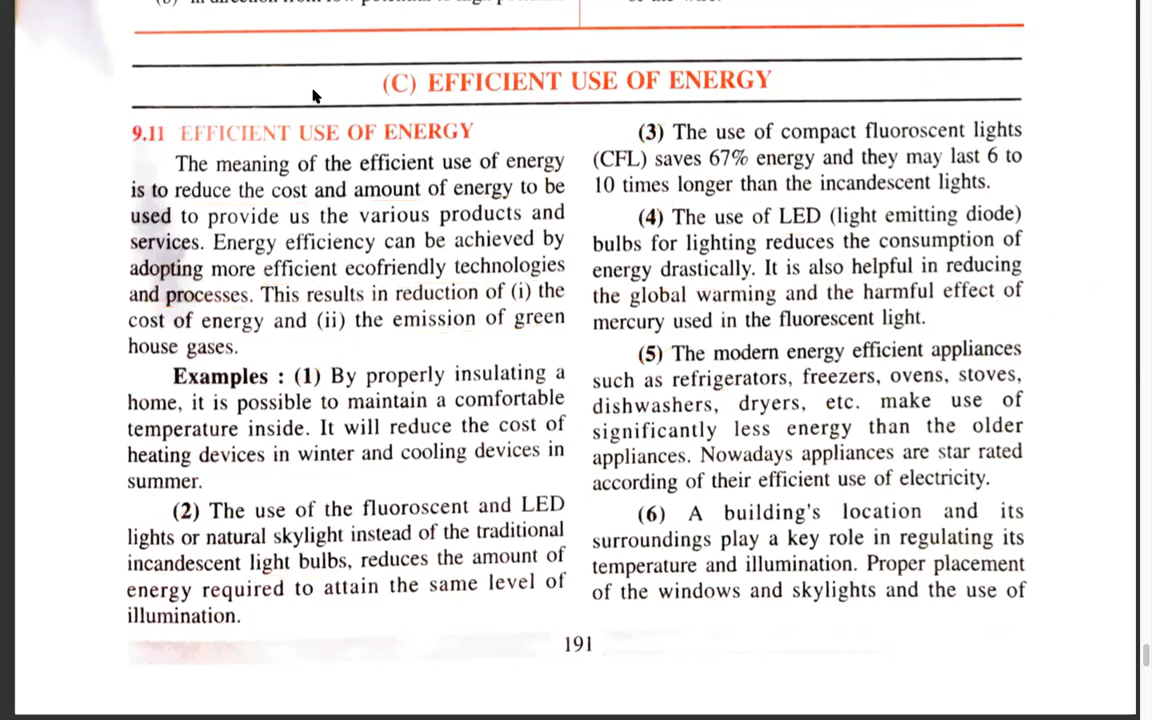 (C) EFFICIENT USE OF ENERGY
9.11 EFFICIENT USE OF ENERGY
The meaning of the efficient use of energy
is to reduce the cost and amount of energy to be
used to provide us the various products and
services. Energy efficiency can be achieved by
adopting more efficient ecofriendly technologies
and processes. This results in reduction of (i) the
cost of energy and (ii) the emission of green
house gases.
Examples : (1) By properly insulating a
home, it is possible to maintain a comfortable
temperature inside. It will reduce the cost of
heating devices in winter and cooling devices in
summer.
(2) The use of the fluoroscent and LED
lights or natural skylight instead of the traditional
incandescent light bulbs, reduces the amount of
energy required to attain the same level of
illumination.
(3) The use of compact fluoroscent lights
(CFL) saves 67% energy and they may last 6 to
10 times longer than the incandescent lights.
(4) The use of LED (light emitting diode)
bulbs for lighting reduces the consumption of
energy drastically. It is also helpful in reducing
the global warming and the harmful effect of
mercury used in the fluorescent light.
(5) The modern energy efficient appliances
such as refrigerators, freezers, ovens, stoves,
dishwashers, dryers, etc. make use of
significantly less energy than the older
appliances. Nowadays appliances are star rated
according of their efficient use of electricity.
(6) A building's location and its
surroundings play a key role in regulating its
temperature and illumination. Proper placement
of the windows and skylights and the use of
191